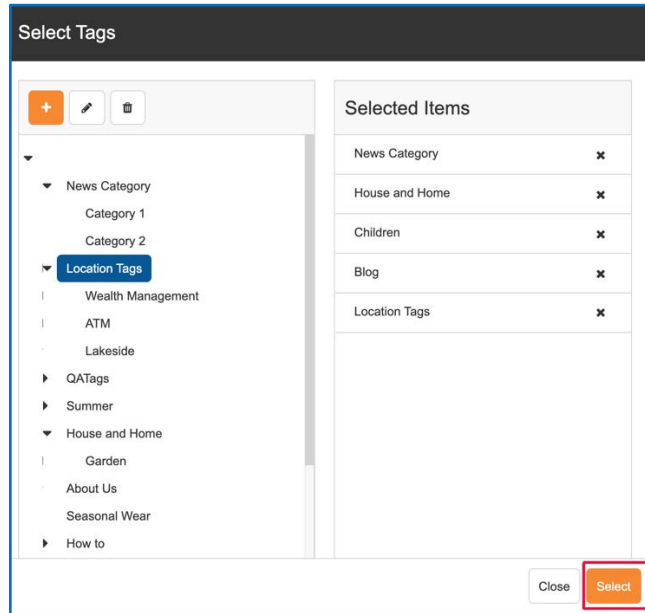 Select Tags
Selected Items
News Category
House and Home
Children
Blog
Location Tags
News Category
Category 1
Category 2
Location Tags
Wealth Management
ATM
Lakeside
QATags
Summer
House and Home
Garden
About Us
Seasonal Wear
How to
Close
Select